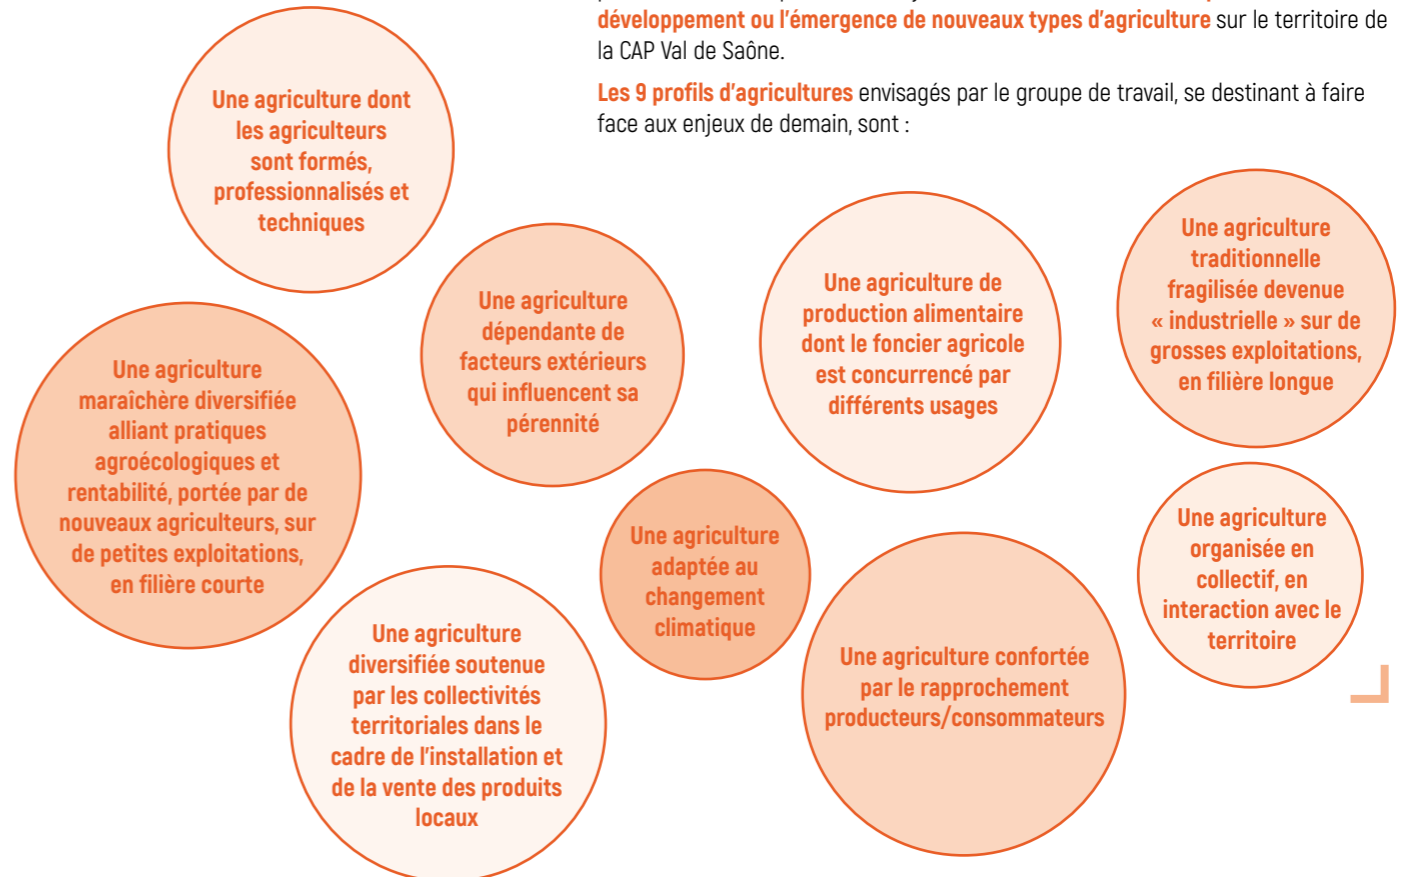 développement ou l'émergence de nouveaux types d'agriculture sur le territoire de
la CAP Val de Saône.
Les 9 profils d'agricultures envisagés par le groupe de travail, se destinant à faire
face aux enjeux de demain, sont :
Une agriculture dont
les agriculteurs
sont formés,
professionnalisés et
techniques
Une agriculture
dépendante de
facteurs extérieurs
qui influencent sa
pérennité
Une agriculture de
production alimentaire
dont le foncier agricole
est concurrencé par
différents usages
Une agriculture
traditionnelle
fragilisée devenue
« industrielle » sur de
grosses exploitations,
en filière longue
Une agriculture
maraîchère diversifiée
alliant pratiques
agroécologiques et
rentabilité, portée par de
nouveaux agriculteurs, sur
de petites exploitations,
en filière courte
Une agriculture
adaptée au
changement
climatique
Une agriculture
organisée en
collectif, en
interaction avec le
territoire
Une agriculture
diversifiée soutenue
par les collectivités
territoriales dans le
cadre de l'installation et
de la vente des produits
locaux
Une agriculture confortée
par le rapprochement
producteurs/consommateurs